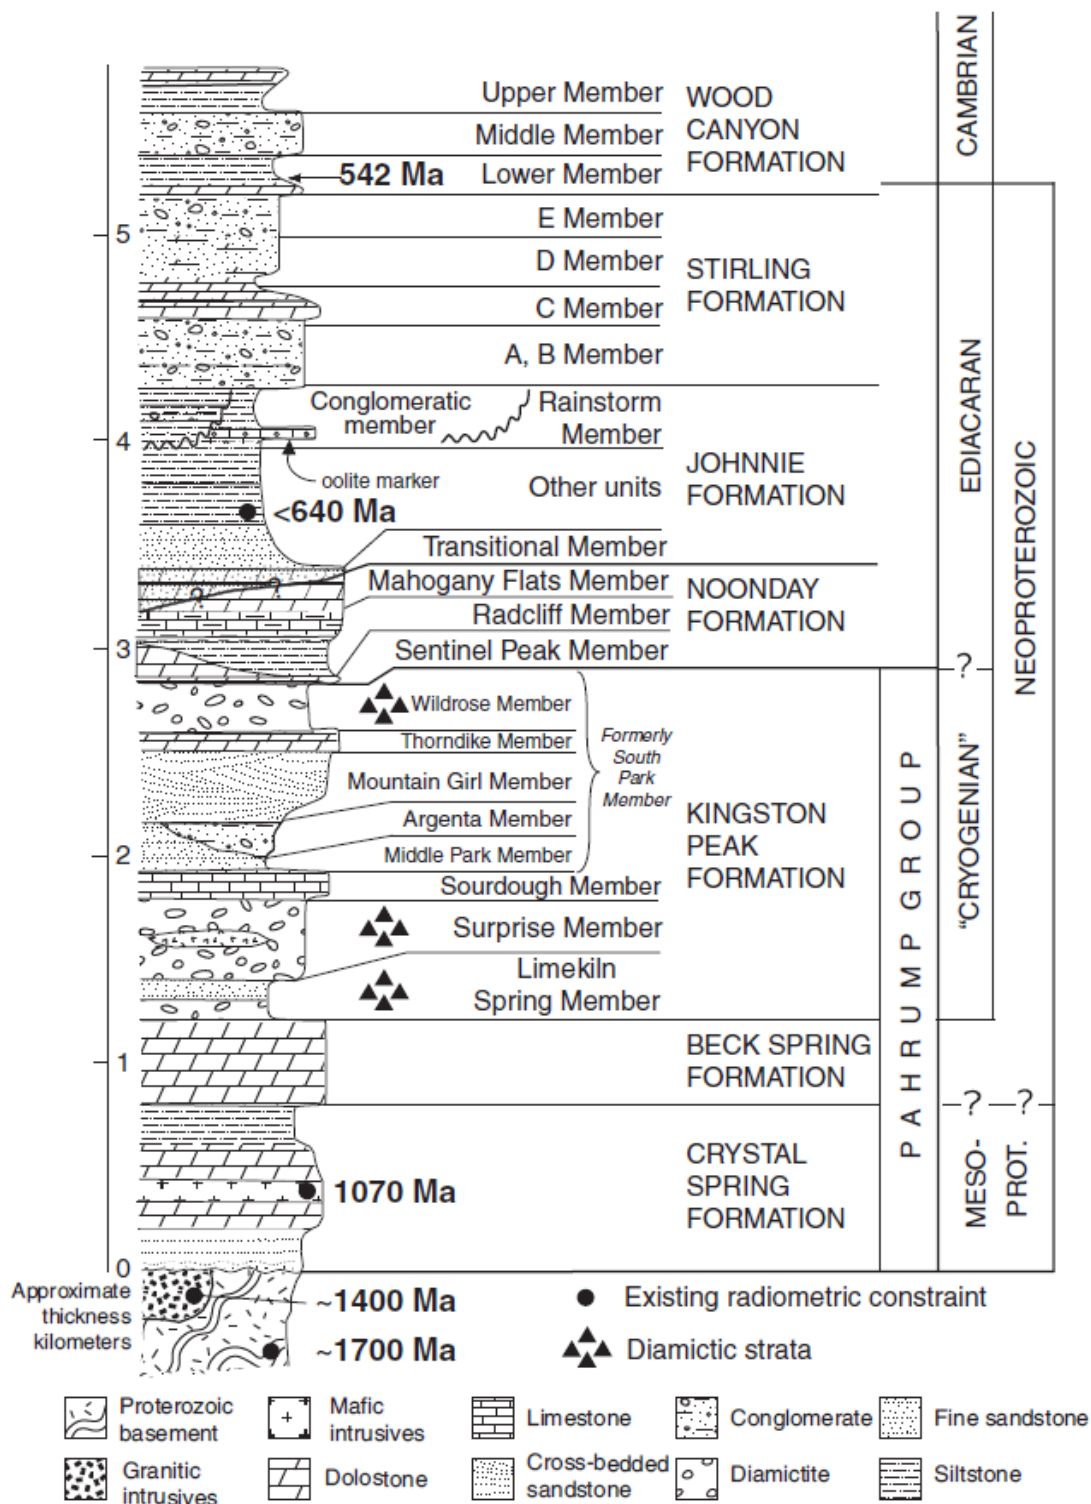 CAMBRIAN
Upper Member
WOOD
CANYON
FORMATION
Middle Member
542 Ma
Lower Member
5
E Member
D Member
STIRLING
FORMATION
C Member
A, B Member
EDIACARAN
Conglomeratic
member
Rainstorm
Member
4
oolite marker
JOHNNIE
FORMATION
Other units
<640 Ma
NEOPROTEROZOIC
Transitional Member
Mahogany Flats Member
NOONDAY
FORMATION
? ?
Radcliff Member
3
Sentinel Peak Member
?
Wildrose Member
Thorndike Member
Formerly
South
Park
Member
Mountain Girl Member
Argenta Member
KINGSTON
PEAK
FORMATION
2
Middle Park Member
Sourdough Member
"CRYOGENIAN"
PAHRUMP GROUP
Surprise Member
Limekiln
Spring Member
1
BECK SPRING
FORMATION
? ?
CRYSTAL
SPRING
FORMATION
1070 Ma
MESO-
PROT.
0
Approximate
thickness
kilometers
~1400 Ma
Existing radiometric constraint
~1700 Ma
Diamictic strata
Proterozoic
basement
Mafic
intrusives
Limestone
Conglomerate
Fine sandstone
Granitic
intrusives
Dolostone
Cross-bedded
sandstone
Diamictite
Siltstone